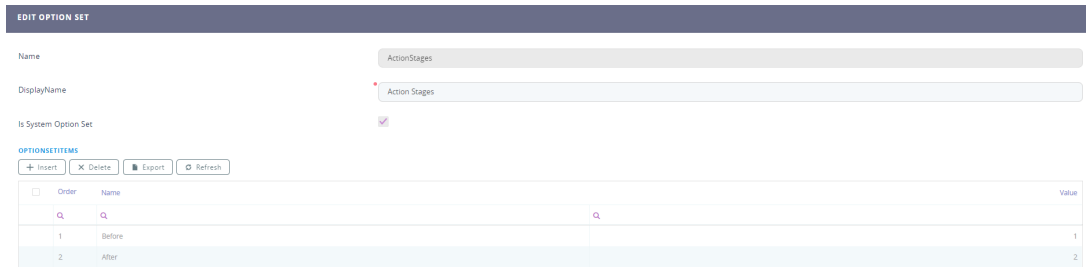 EDIT OPTION SET
Name ActionStages
DisplayName * Action Stages
Is System Option Set
OPTIONSETITEMS
+ Insert × Delete Export Refresh
Order Name Value
1 Before 1
2 After 2